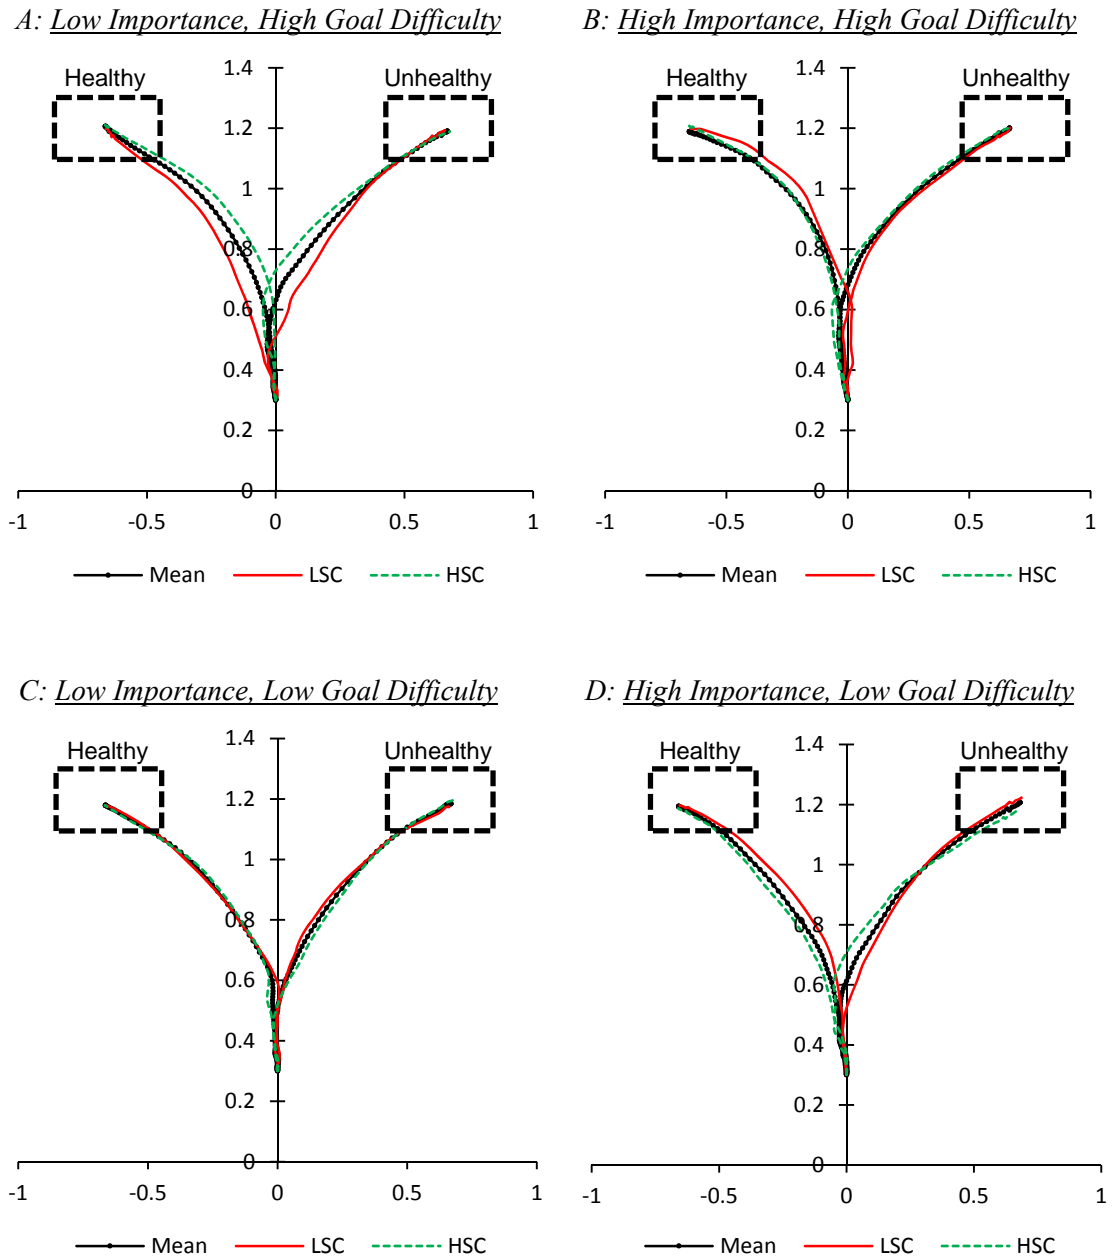 A: Low Importance, High Goal Difficulty
B: High Importance, High Goal Difficulty
1.4
Healthy
Unhealthy
1.2
1
0.8
0.6
0.4
0.2
0
-1
-0.5
0
0.5
1
Mean
LSC
HSC
1.4
Healthy
Unhealthy
1.2
1
0.8
0.6
0.4
0.2
0
-1
-0.5
0
0.5
1
Mean
LSC
HSC
C: Low Importance, Low Goal Difficulty
D: High Importance, Low Goal Difficulty
1.4
Healthy
Unhealthy
1.2
1
0.8
0.6
0.4
0.2
0
-1
-0.5
0
0.5
1
Mean
LSC
HSC
1.4
Healthy
Unhealthy
1.2
1
0.8
0.6
0.4
0.2
0
-1
-0.5
0
0.5
1
Mean
LSC
HSC